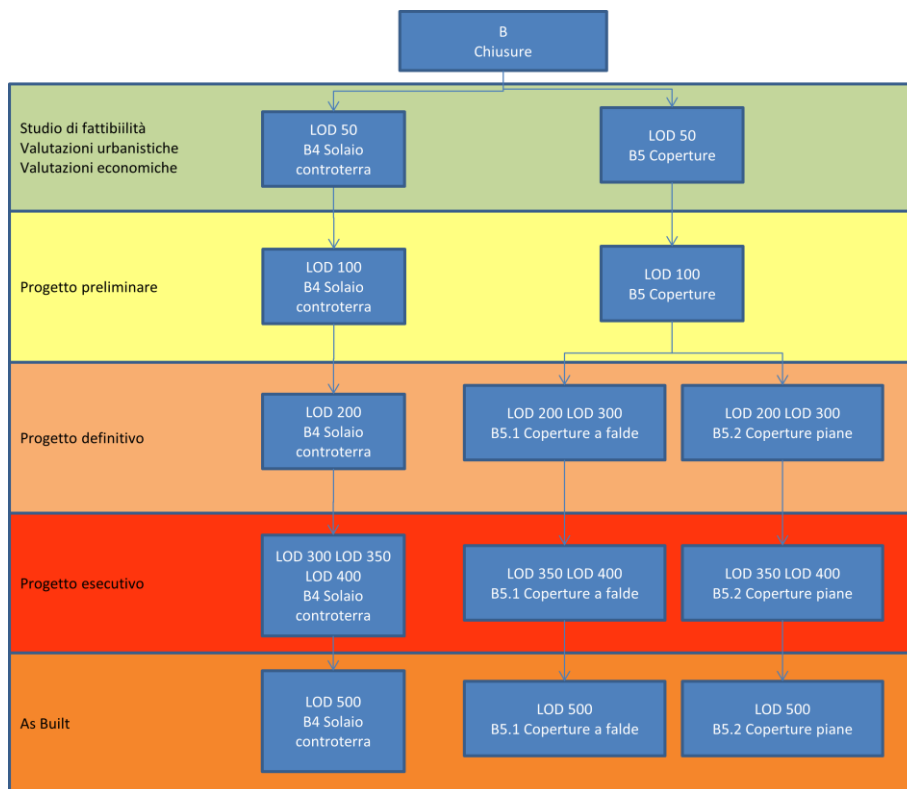 B
Chiusure
Studio di fattibiilità
Valutazioni urbanistiche
Valutazioni economiche
LOD 50
B4 Solaio
controterra
LOD 50
B5 Coperture
Progetto preliminare
LOD 100
B4 Solaio
controterra
LOD 100
B5 Coperture
Progetto definitivo
LOD 200
B4 Solaio
controterra
LOD 200 LOD 300
B5.1 Coperture a falde
LOD 200 LOD 300
B5.2 Coperture piane
Progetto esecutivo
LOD 300 LOD 350
LOD 400
B4 Solaio
controterra
LOD 350 LOD 400
B5.1 Coperture a falde
LOD 350 LOD 400
B5.2 Coperture piane
As Built
LOD 500
B4 Solaio
controterra
LOD 500
B5.1 Coperture a falde
LOD 500
B5.2 Coperture piane